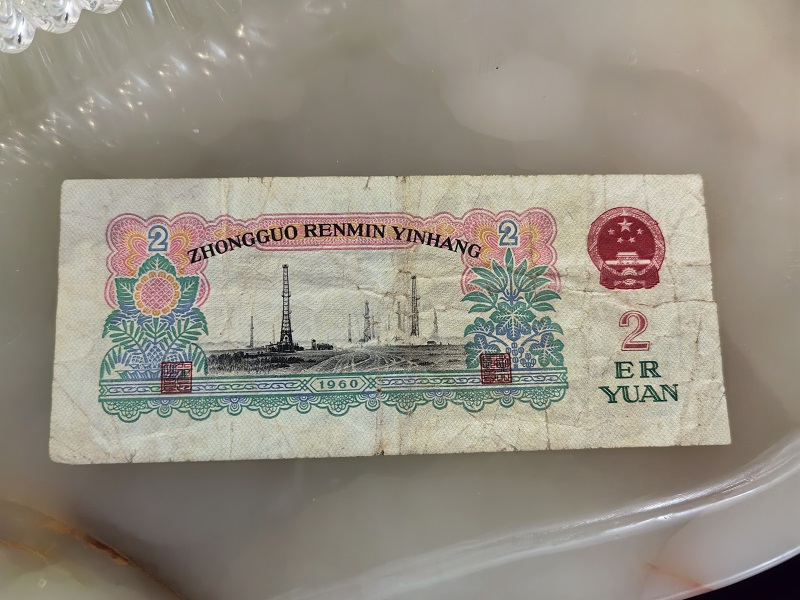 2
2
ZHONGGUO RENMIN YINHANG
1960
2
ER
YUAN